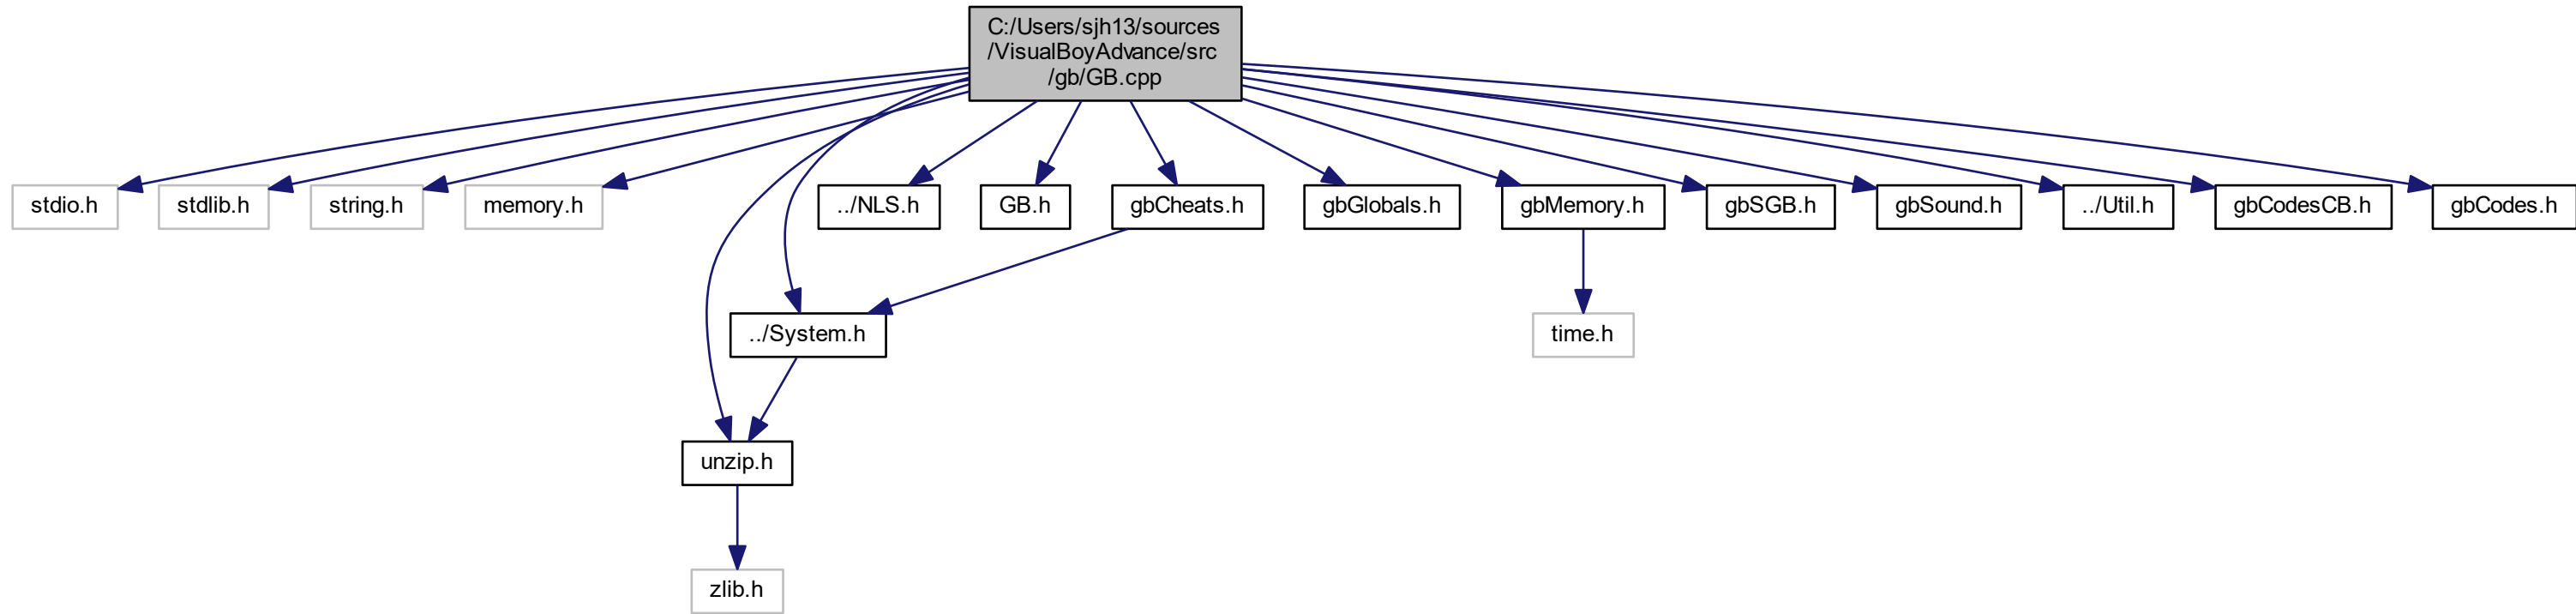 C:/Users/sjh13/sources
/VisualBoyAdvance/src
/gb/GB.cpp
stdio.h
stdlib.h
string.h
memory.h
../NLS.h
GB.h
gbCheats.h
gbGlobals.h
gbMemory.h
gbSGB.h
gbSound.h
../Util.h
gbCodesCB.h
gbCodes.h
../System.h
time.h
unzip.h
zlib.h